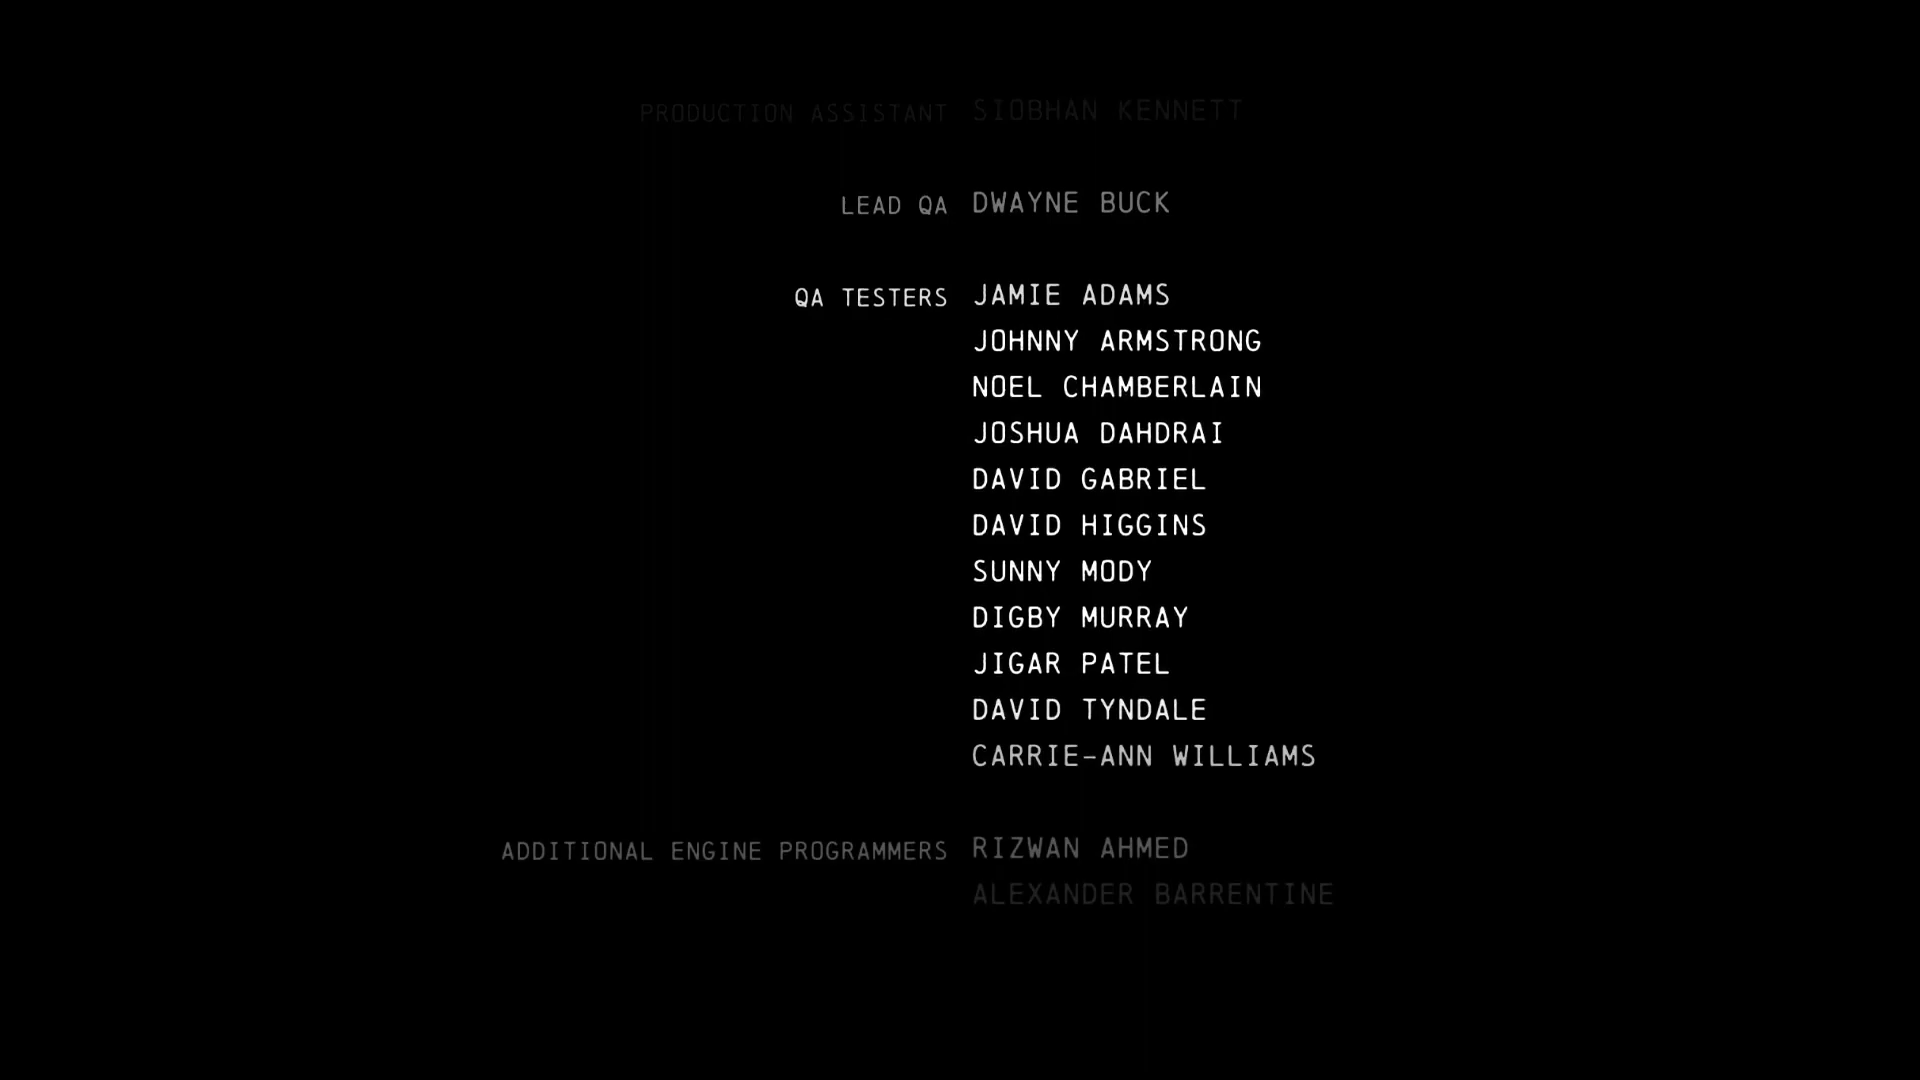 PRODUCTION ASSISTANT SIOBHAN KENNETT
LEAD QA DWAYNE BUCK
QA TESTERS JAMIE ADAMS
JOHNNY ARMSTRONG
NOEL CHAMBERLAIN
JOSHUA DAHDRAI
DAVID GABRIEL
DAVID HIGGINS
SUNNY MODY
DIGBY MURRAY
JIGAR PATEL
DAVID TYNDALE
CARRIE-ANN WILLIAMS
ADDITIONAL ENGINE PROGRAMMERS RIZWAN AHMED
ALEXANDER BARRENTINE